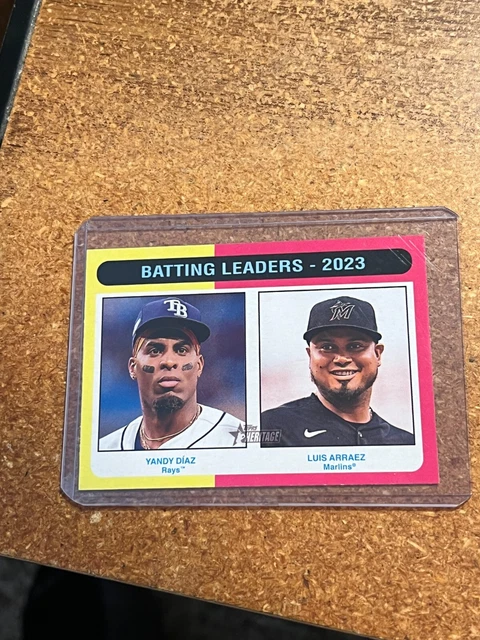 BATTING LEADERS - 2023
TB
M
Topps
HERITAGE
YANDY DÍAZ
Rays™
LUIS ARRAEZ
Marlins®